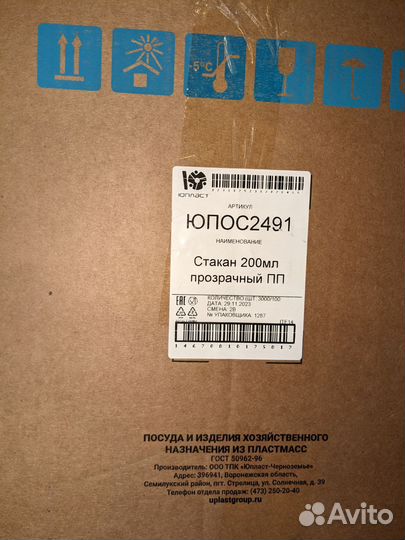 -5°C
ЮПЛАСТ
АРТИКУЛ
ЮПОС2491
НАИМЕНОВАНИЕ
Стакан 200мл
прозрачный ПП
КОЛИЧЕСТВО (ШТ. 3000/100
ДАТА: 29.11.2023
СМЕНА: 2В
№ УПАКОВЩИКА: 1287
ПОСУДА И ИЗДЕЛИЯ ХОЗЯЙСТВЕННОГО
НАЗНАЧЕНИЯ ИЗ ПЛАСТМАСС
ГОСТ 50962-96
Производитель: ООО ТПК «Юпласт-Черноземье»
Адрес: 396941, Воронежская область,
Семилукский район, пгт. Стрелица, ул. Солнечная, д. 39
Телефон отдела продаж: (473) 250-20-40
uplastgroup.ru
Avito